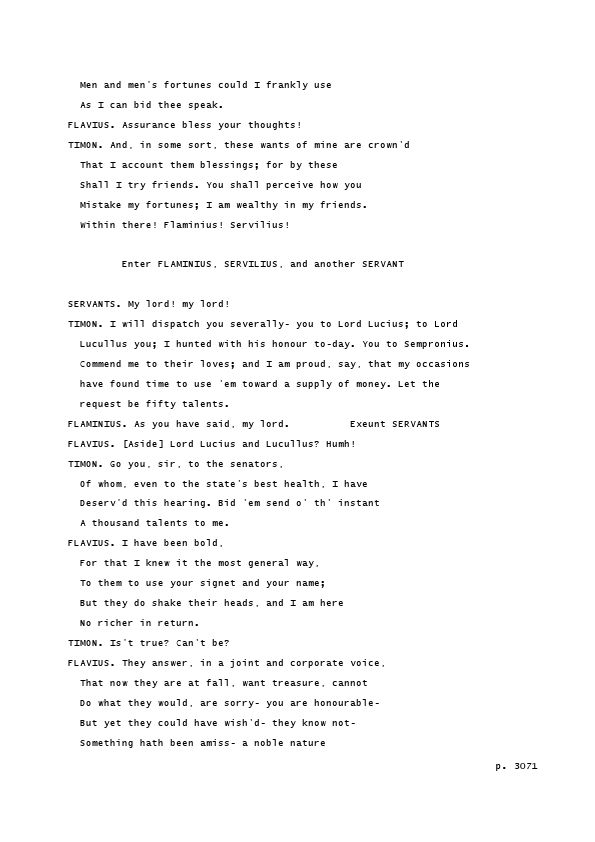 Men and men's fortunes could I frankly use
As I can bid thee speak.
FLAVIUS. Assurance bless your thoughts!
TIMON. And, in some sort, these wants of mine are crown'd
That I account them blessings; for by these
Shall I try friends. You shall perceive how you
Mistake my fortunes; I am wealthy in my friends.
Within there! Flaminius! Servilius!

Enter FLAMINIUS, SERVILIUS, and another SERVANT

SERVANTS. My lord! my lord!
TIMON. I will dispatch you severally- you to Lord Lucius; to Lord
Lucullus you; I hunted with his honour to-day. You to Sempronius.
Commend me to their loves; and I am proud, say, that my occasions
have found time to use 'em toward a supply of money. Let the
request be fifty talents.
FLAMINIUS. As you have said, my lord. Exeunt SERVANTS
FLAVIUS. [Aside] Lord Lucius and Lucullus? Humh!
TIMON. Go you, sir, to the senators,
Of whom, even to the state's best health, I have
Deserv'd this hearing. Bid 'em send o' th' instant
A thousand talents to me.
FLAVIUS. I have been bold,
For that I knew it the most general way,
To them to use your signet and your name;
But they do shake their heads, and I am here
No richer in return.
TIMON. Is't true? Can't be?
FLAVIUS. They answer, in a joint and corporate voice,
That now they are at fall, want treasure, cannot
Do what they would, are sorry- you are honourable-
But yet they could have wish'd- they know not-
Something hath been amiss- a noble nature
p. 3071